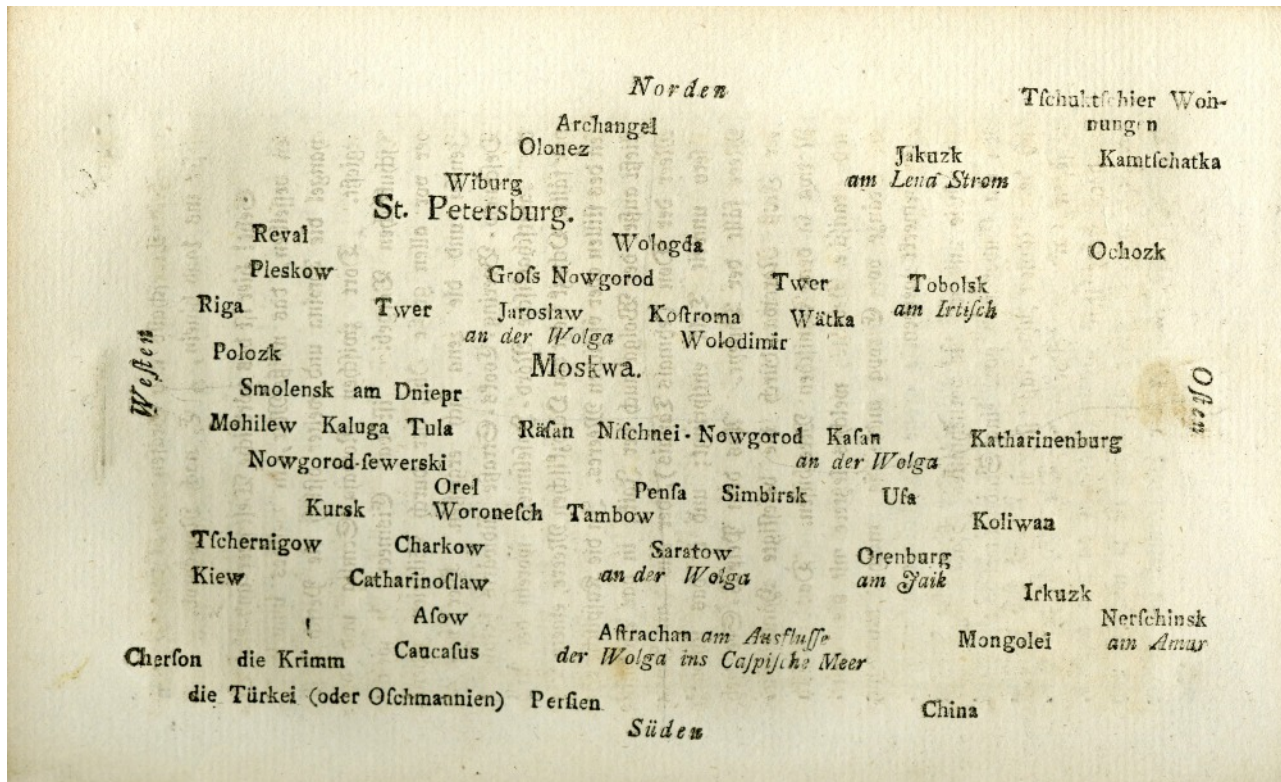 Norden
Tſchuktſchier Woh-
nungen
Archangel
Olonez
Jakuzk
am Lena Strom
Kamtſchatka
Wiburg
St. Petersburg.
Reval
Wologda
Ochozk
Pleskow
Groſs Nowgorod
Twer
Tobolsk
am Irtiſch
Riga
Twer
Jaroslaw
an der Wolga
Koſtroma
Wätka
Wolodimir
Polozk
Moskwa.
Weſten
Oſten
Smolensk am Dniepr
Mohilew Kaluga Tula
Räſan
Niſchnei-Nowgorod
Kaſan
an der Wolga
Katharinenburg
Nowgorod-ſewerski
Orel
Penſa
Simbirsk
Ufa
Kursk
Woroneſch
Tambow
Koliwan
Tſchernigow
Charkow
Saratow
an der Wolga
Orenburg
am Jaik
Kiew
Catharinoſlaw
Irkuzk
Aſow
Nerſchinsk
am Amur
Aſtrachan am Ausfluſſe
der Wolga ins Caſpiſche Meer
Mongolei
Cherſon
die Krimm
Caucaſus
die Türkei (oder Oſchmannien)
Perſien
China
Süden